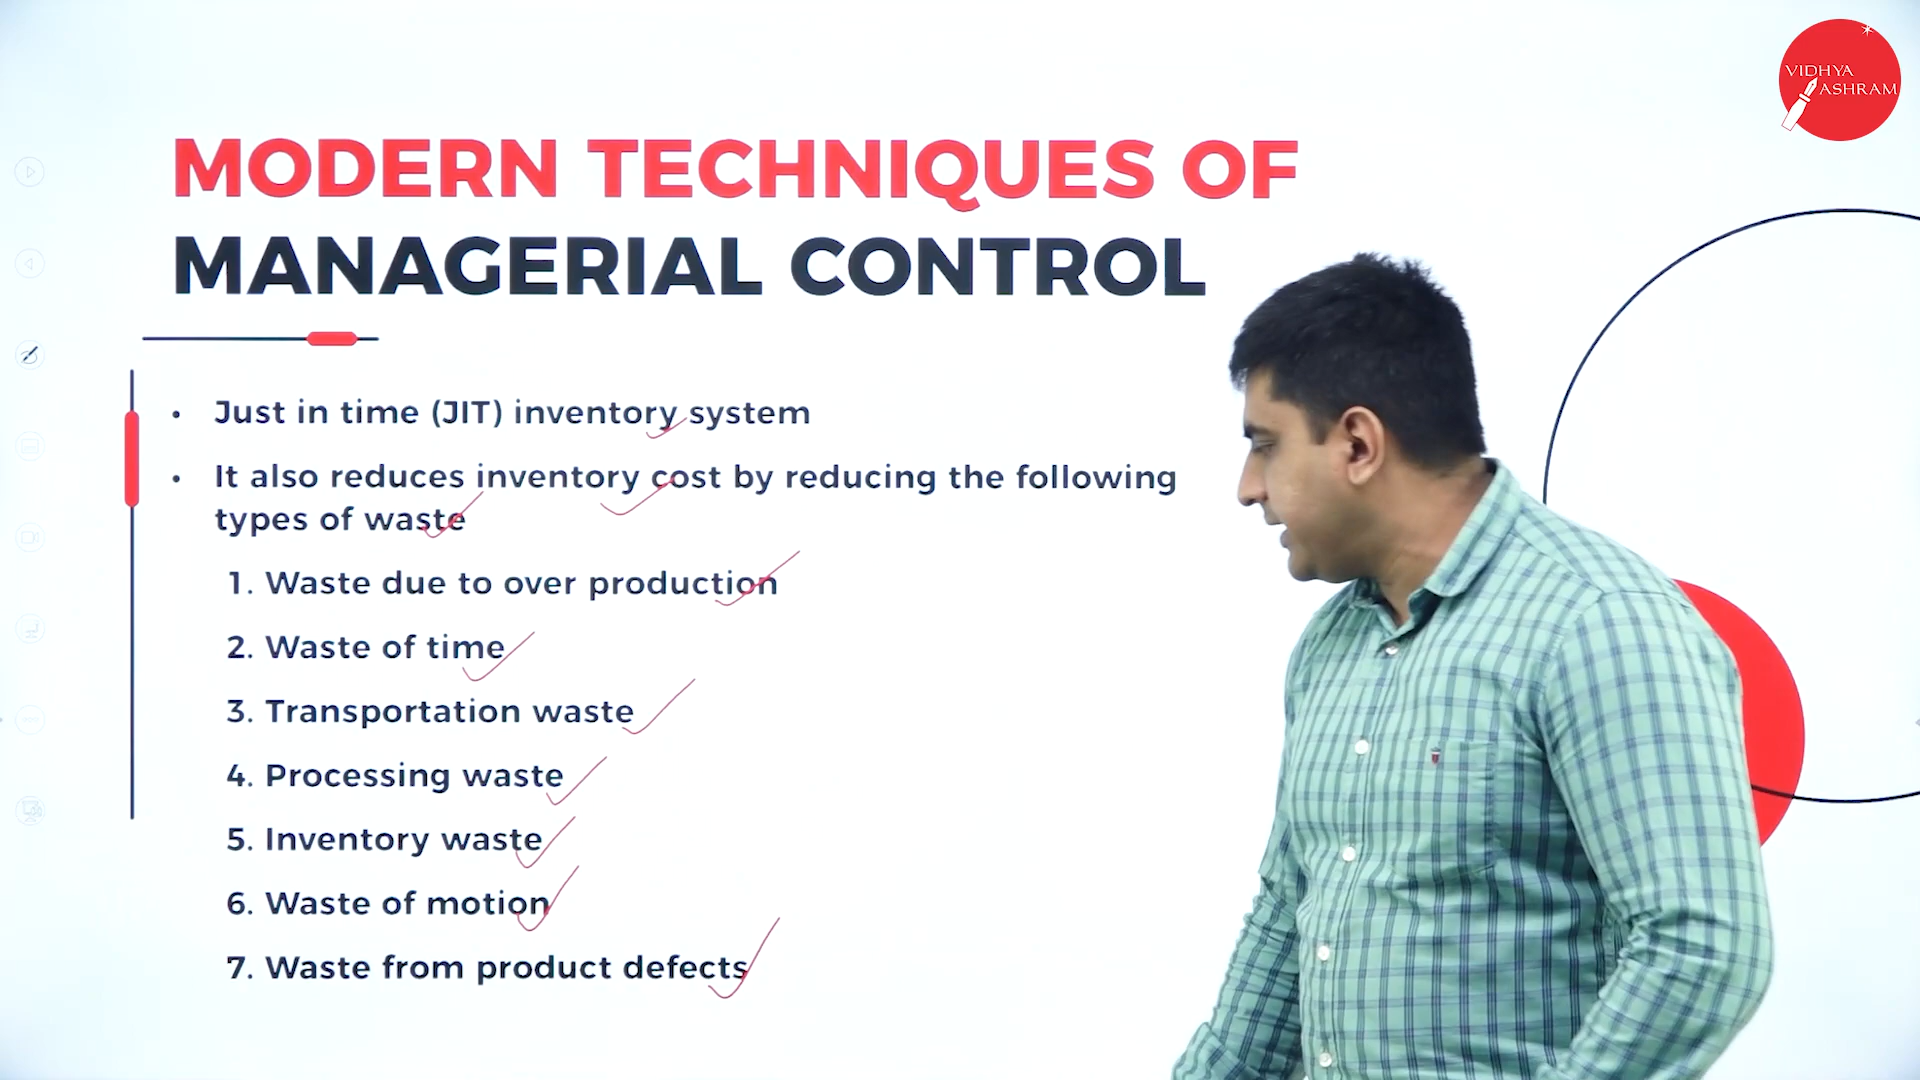 VIDHYA
ASHRAM
MODERN TECHNIQUES OF
MANAGERIAL CONTROL
• Just in time (JIT) inventory system
• It also reduces inventory cost by reducing the following
types of waste
1. Waste due to over production
2. Waste of time
3. Transportation waste
4. Processing waste
5. Inventory waste
6. Waste of motion
7. Waste from product defects